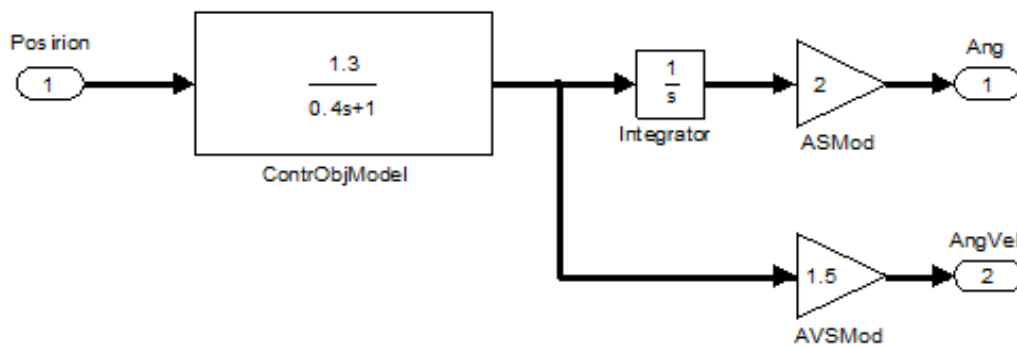 Posirion
1
1.3
0.4s+1
ContrObjModel
1
s
Integrator
2
ASMod
Ang
1
1.5
AVSMod
AngVel
2